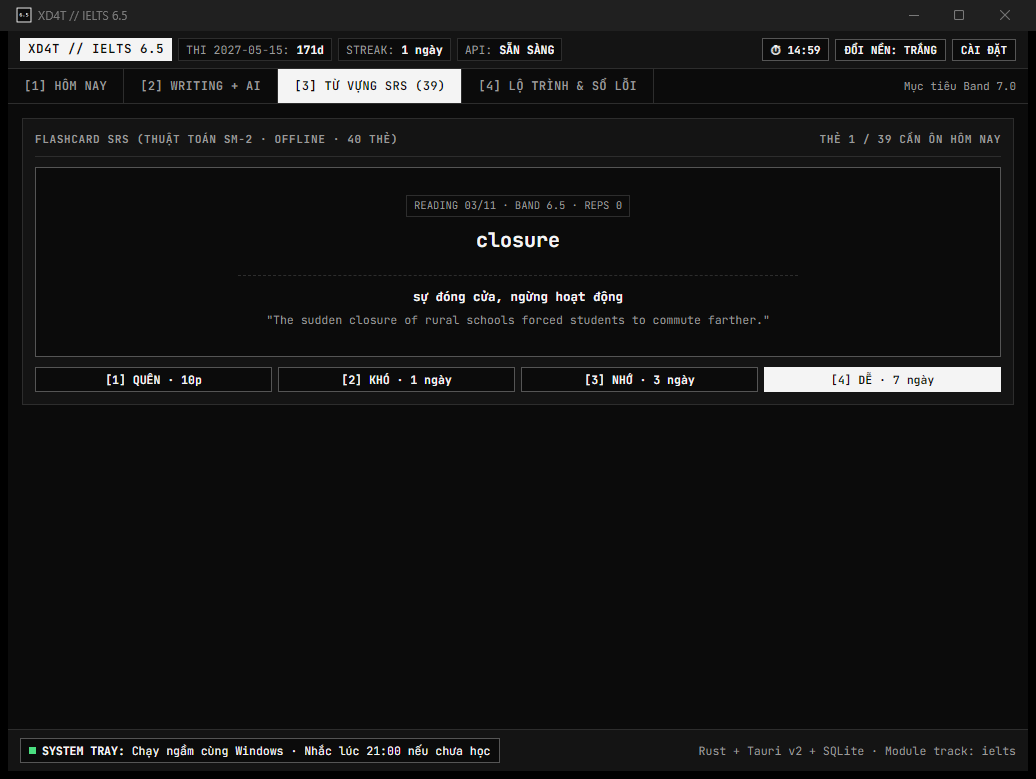 XD4T // IELTS 6.5
XD4T // IELTS 6.5 THI 2027-05-15: 171d STREAK: 1 ngày API: SẴN SÀNG ⏱ 14:59 ĐỔI NỀN: TRẮNG CÀI ĐẶT
[1] HÔM NAY [2] WRITING + AI [3] TỪ VỰNG SRS (39) [4] LỘ TRÌNH & SỔ LỖI Mục tiêu Band 7.0
FLASHCARD SRS (THUẬT TOÁN SM-2 · OFFLINE · 40 THẺ) THẺ 1 / 39 CẦN ÔN HÔM NAY
READING 03/11 · BAND 6.5 · REPS 0
closure
sự đóng cửa, ngừng hoạt động
"The sudden closure of rural schools forced students to commute farther."
[1] QUÊN · 10p [2] KHÓ · 1 ngày [3] NHỚ · 3 ngày [4] DỄ · 7 ngày
SYSTEM TRAY: Chạy ngầm cùng Windows · Nhắc lúc 21:00 nếu chưa học Rust + Tauri v2 + SQLite · Module track: ielts